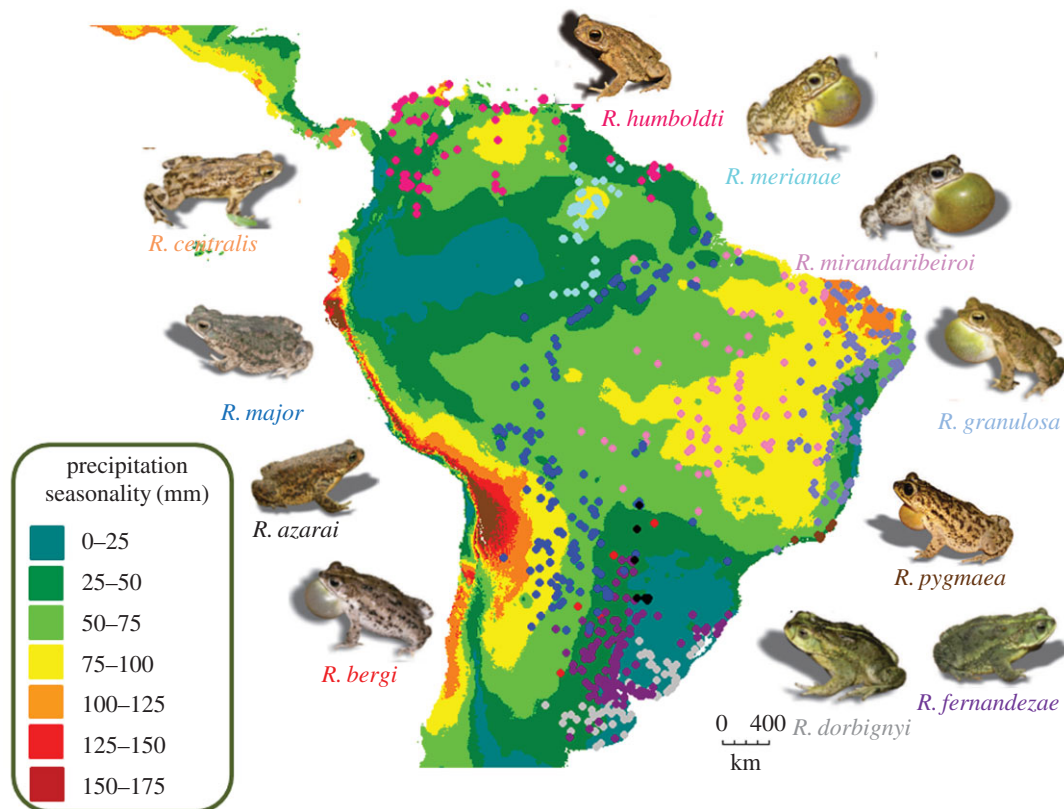 R. humboldti
R. merianae
R. centralis
R. mirandaribeiroi
R. major
R. granulosa
precipitation
seasonality (mm)
0–25
25–50
50–75
75–100
100–125
125–150
150–175
R. azarai
R. pygmaea
R. bergi
R. fernandezae
R. dorbignyi
0 400
km